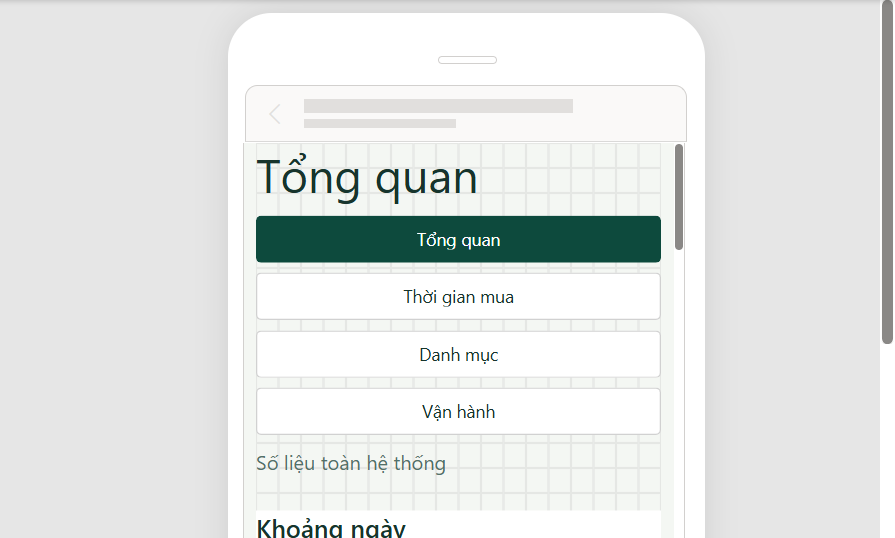 Tổng quan
Tổng quan
Thời gian mua
Danh mục
Vận hành
Số liệu toàn hệ thống
Khoảng ngày